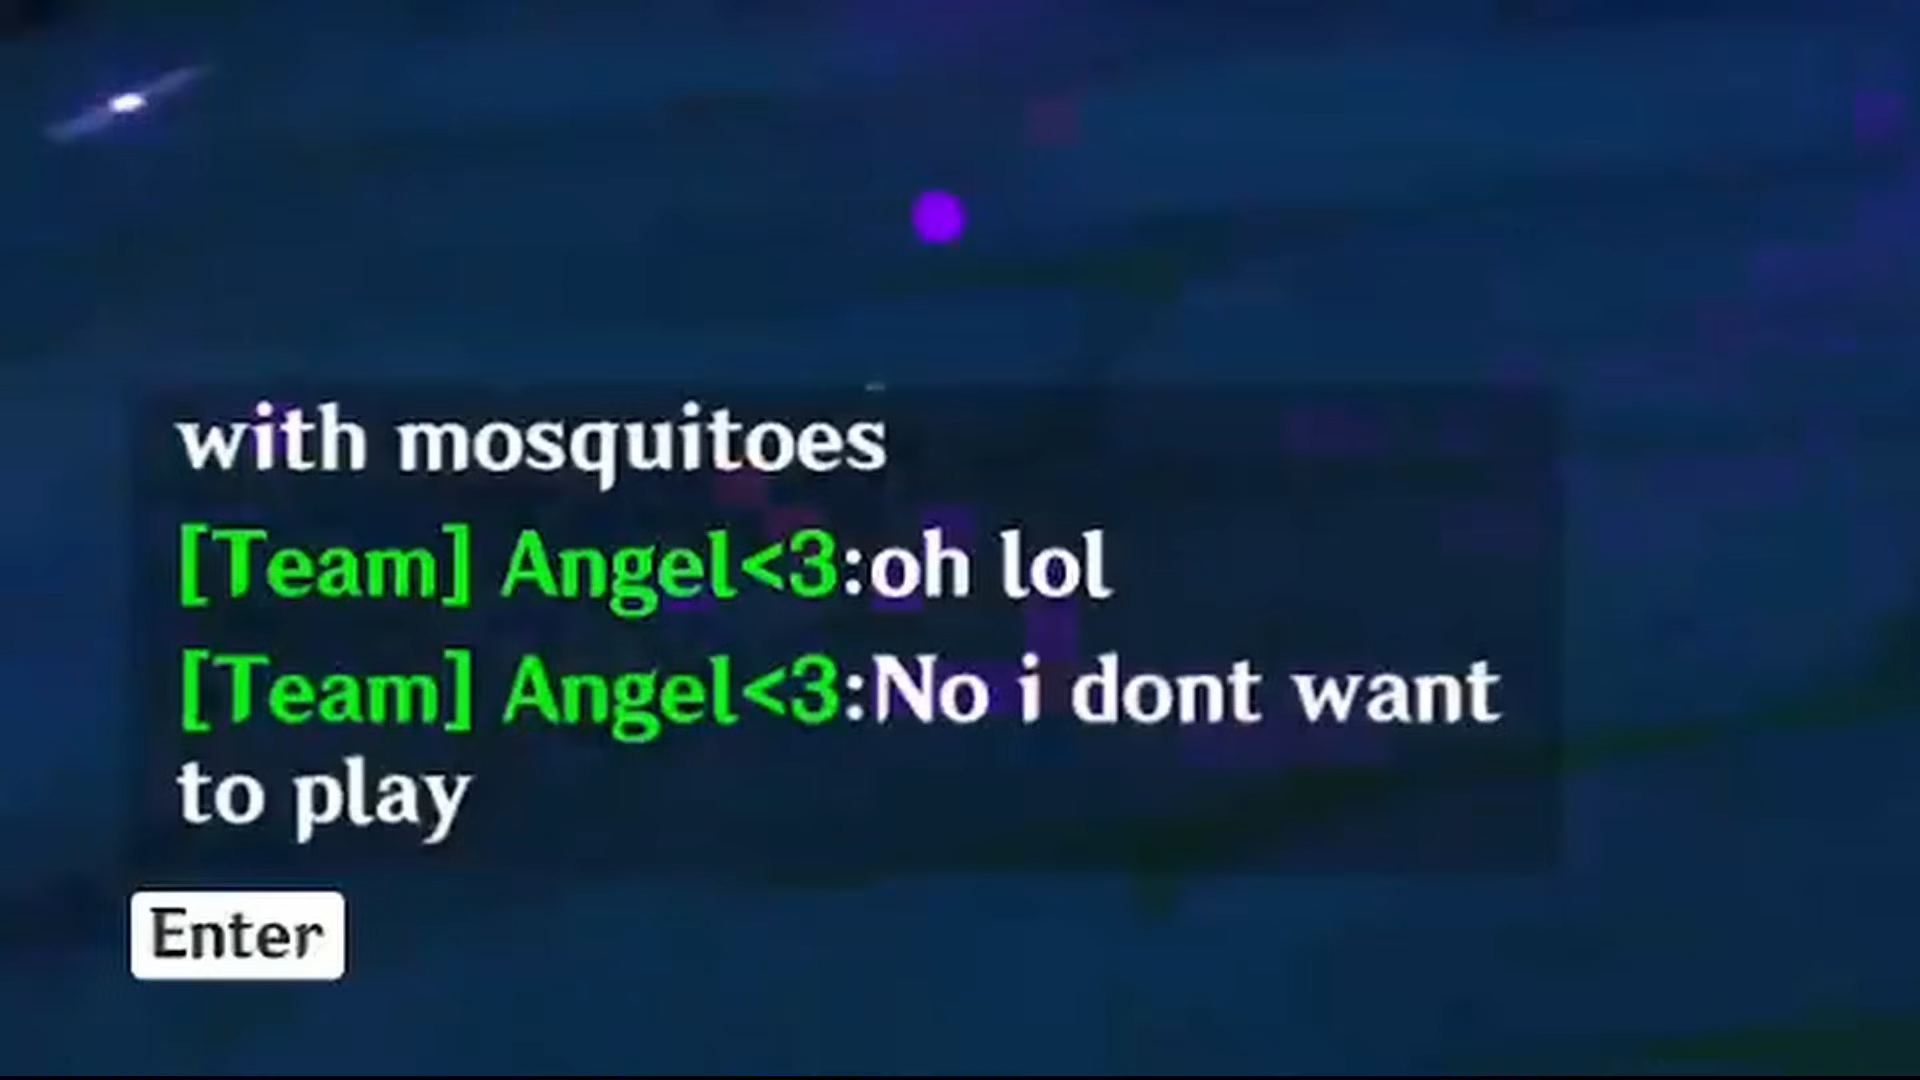 with mosquitoes
[Team] Angel<3:oh lol
[Team] Angel<3:No i dont want
to play
Enter